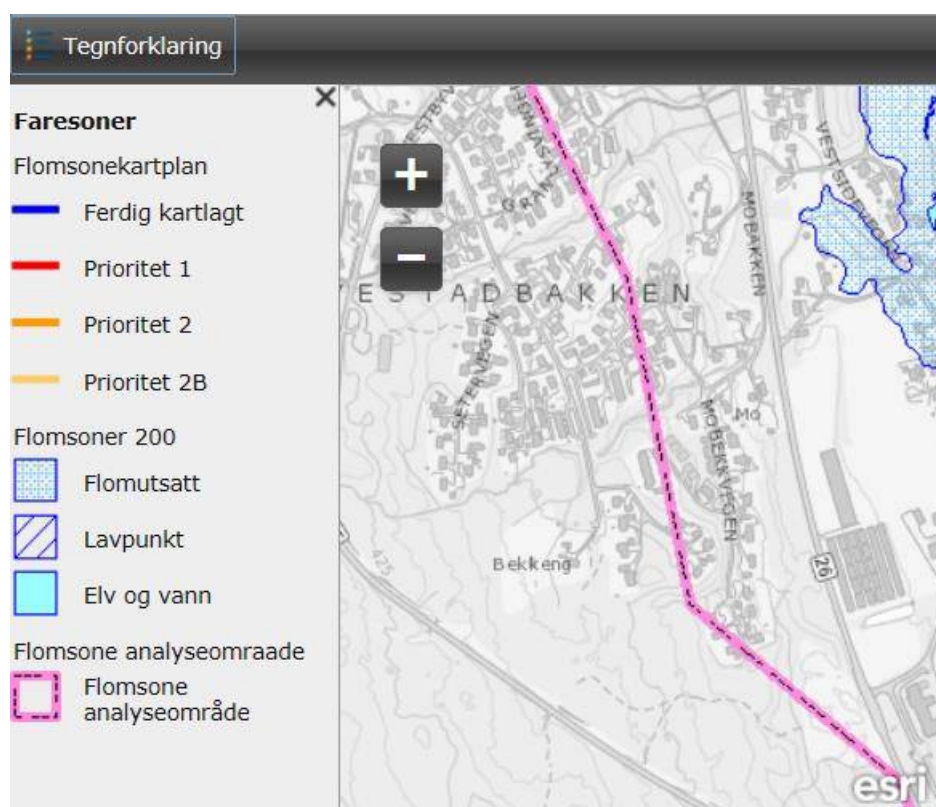 Tegnforklaring
Faresoner
Flomsonekartplan
Ferdig kartlagt
Prioritet 1
Prioritet 2
Prioritet 2B
Flomsoner 200
Flomutsatt
Lavpunkt
Elv og vann
Flomsone analyseomraade
Flomsone
analyseområde
MOBAKKEN
SETERVEGEN
MOBEKKVEGEN
Mo
Bekkeng
425
26
esri